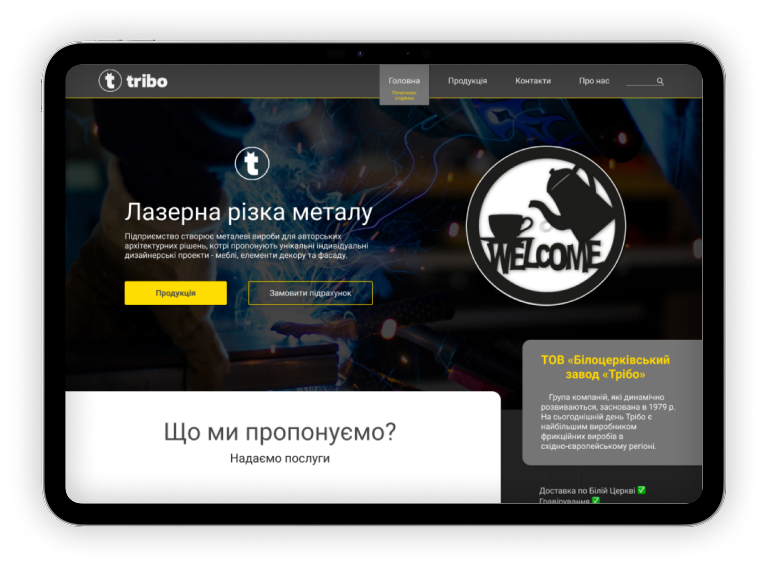 tribo
Головна
Продукція
Контакти
Про нас
Початкова
сторінка
t
Лазерна різка металу
Підприємство створює металеві вироби для авторських
архітектурних рішень, котрі пропонують унікальні індивідуальні
дизайнерські проекти - меблі, елементи декору та фасаду.
Продукція
Замовити підрахунок
WELCOME
ТОВ «Білоцерківський
завод «Трібо»
Група компаній, які динамічно
розвиваються, заснована в 1979 р.
На сьогоднішній день Трібо є
найбільшим виробником
фрикційних виробів в
східно-європейському регіоні.
Що ми пропонуємо?
Надаємо послуги
Доставка по Білій Церкві ✅
Гравірування ✅